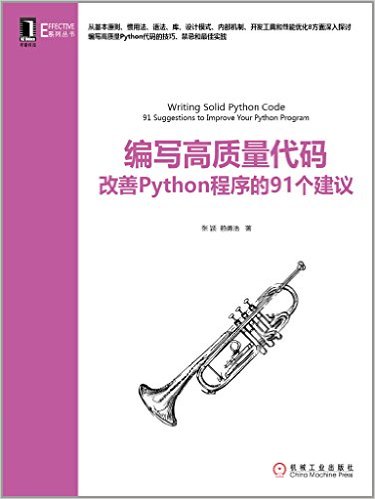 EFFECTIVE
系列丛书
华章科技
从基本原则、惯用法、语法、库、设计模式、内部机制、开发工具和性能优化8方面深入探讨
编写高质量Python代码的技巧、禁忌和最佳实践
Writing Solid Python Code
91 Suggestions to Improve Your Python Program
编写高质量代码
改善Python程序的91个建议
张颖 赖勇浩 著
机械工业出版社
China Machine Press